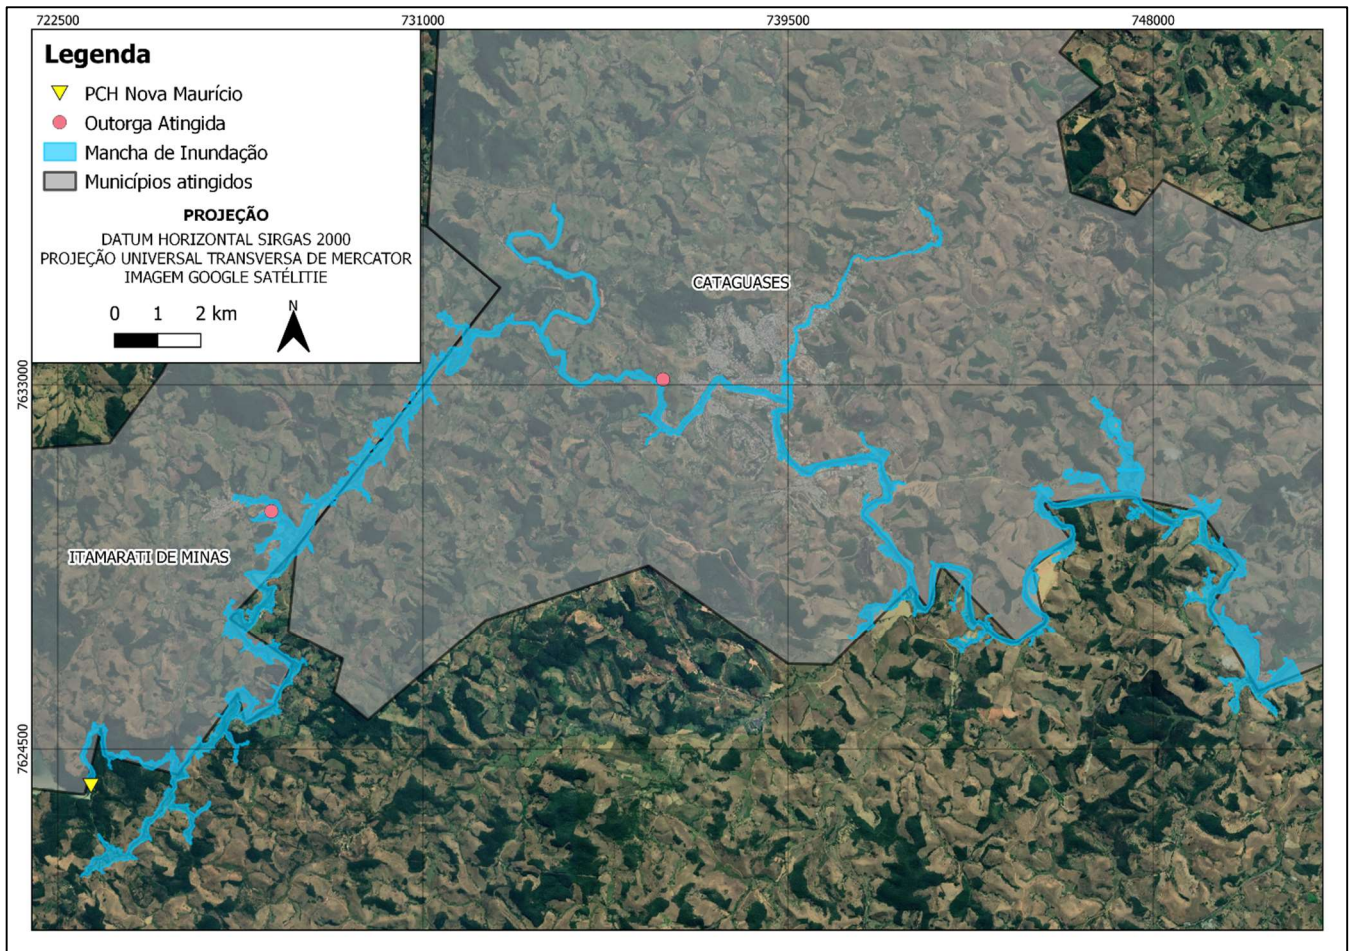 722500 731000 739500 748000
Legenda
PCH Nova Maurício
Outorga Atingida
Mancha de Inundação
Municípios atingidos
PROJEÇÃO
DATUM HORIZONTAL SIRGAS 2000
PROJEÇÃO UNIVERSAL TRANSVERSA DE MERCATOR
IMAGEM GOOGLE SATÉLITIE
0 1 2 km
N
CATAGUASES
7633000
ITAMARATI DE MINAS
7624500